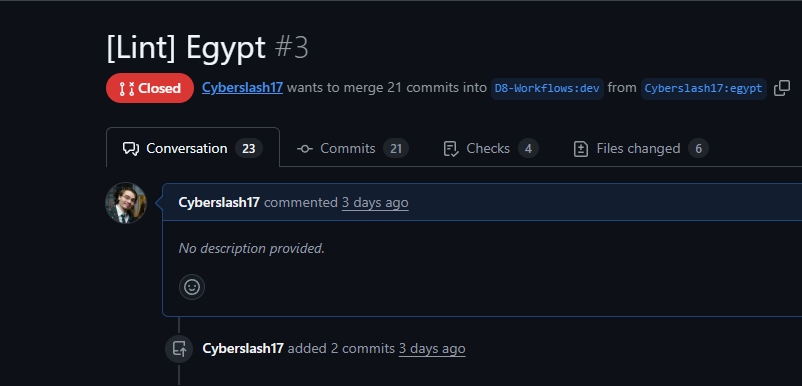 [Lint] Egypt #3
Closed Cyberslash17 wants to merge 21 commits into D8-Workflows:dev from Cyberslash17:egypt
Conversation 23 Commits 21 Checks 4 Files changed 6
Cyberslash17 commented 3 days ago
No description provided.
Cyberslash17 added 2 commits 3 days ago